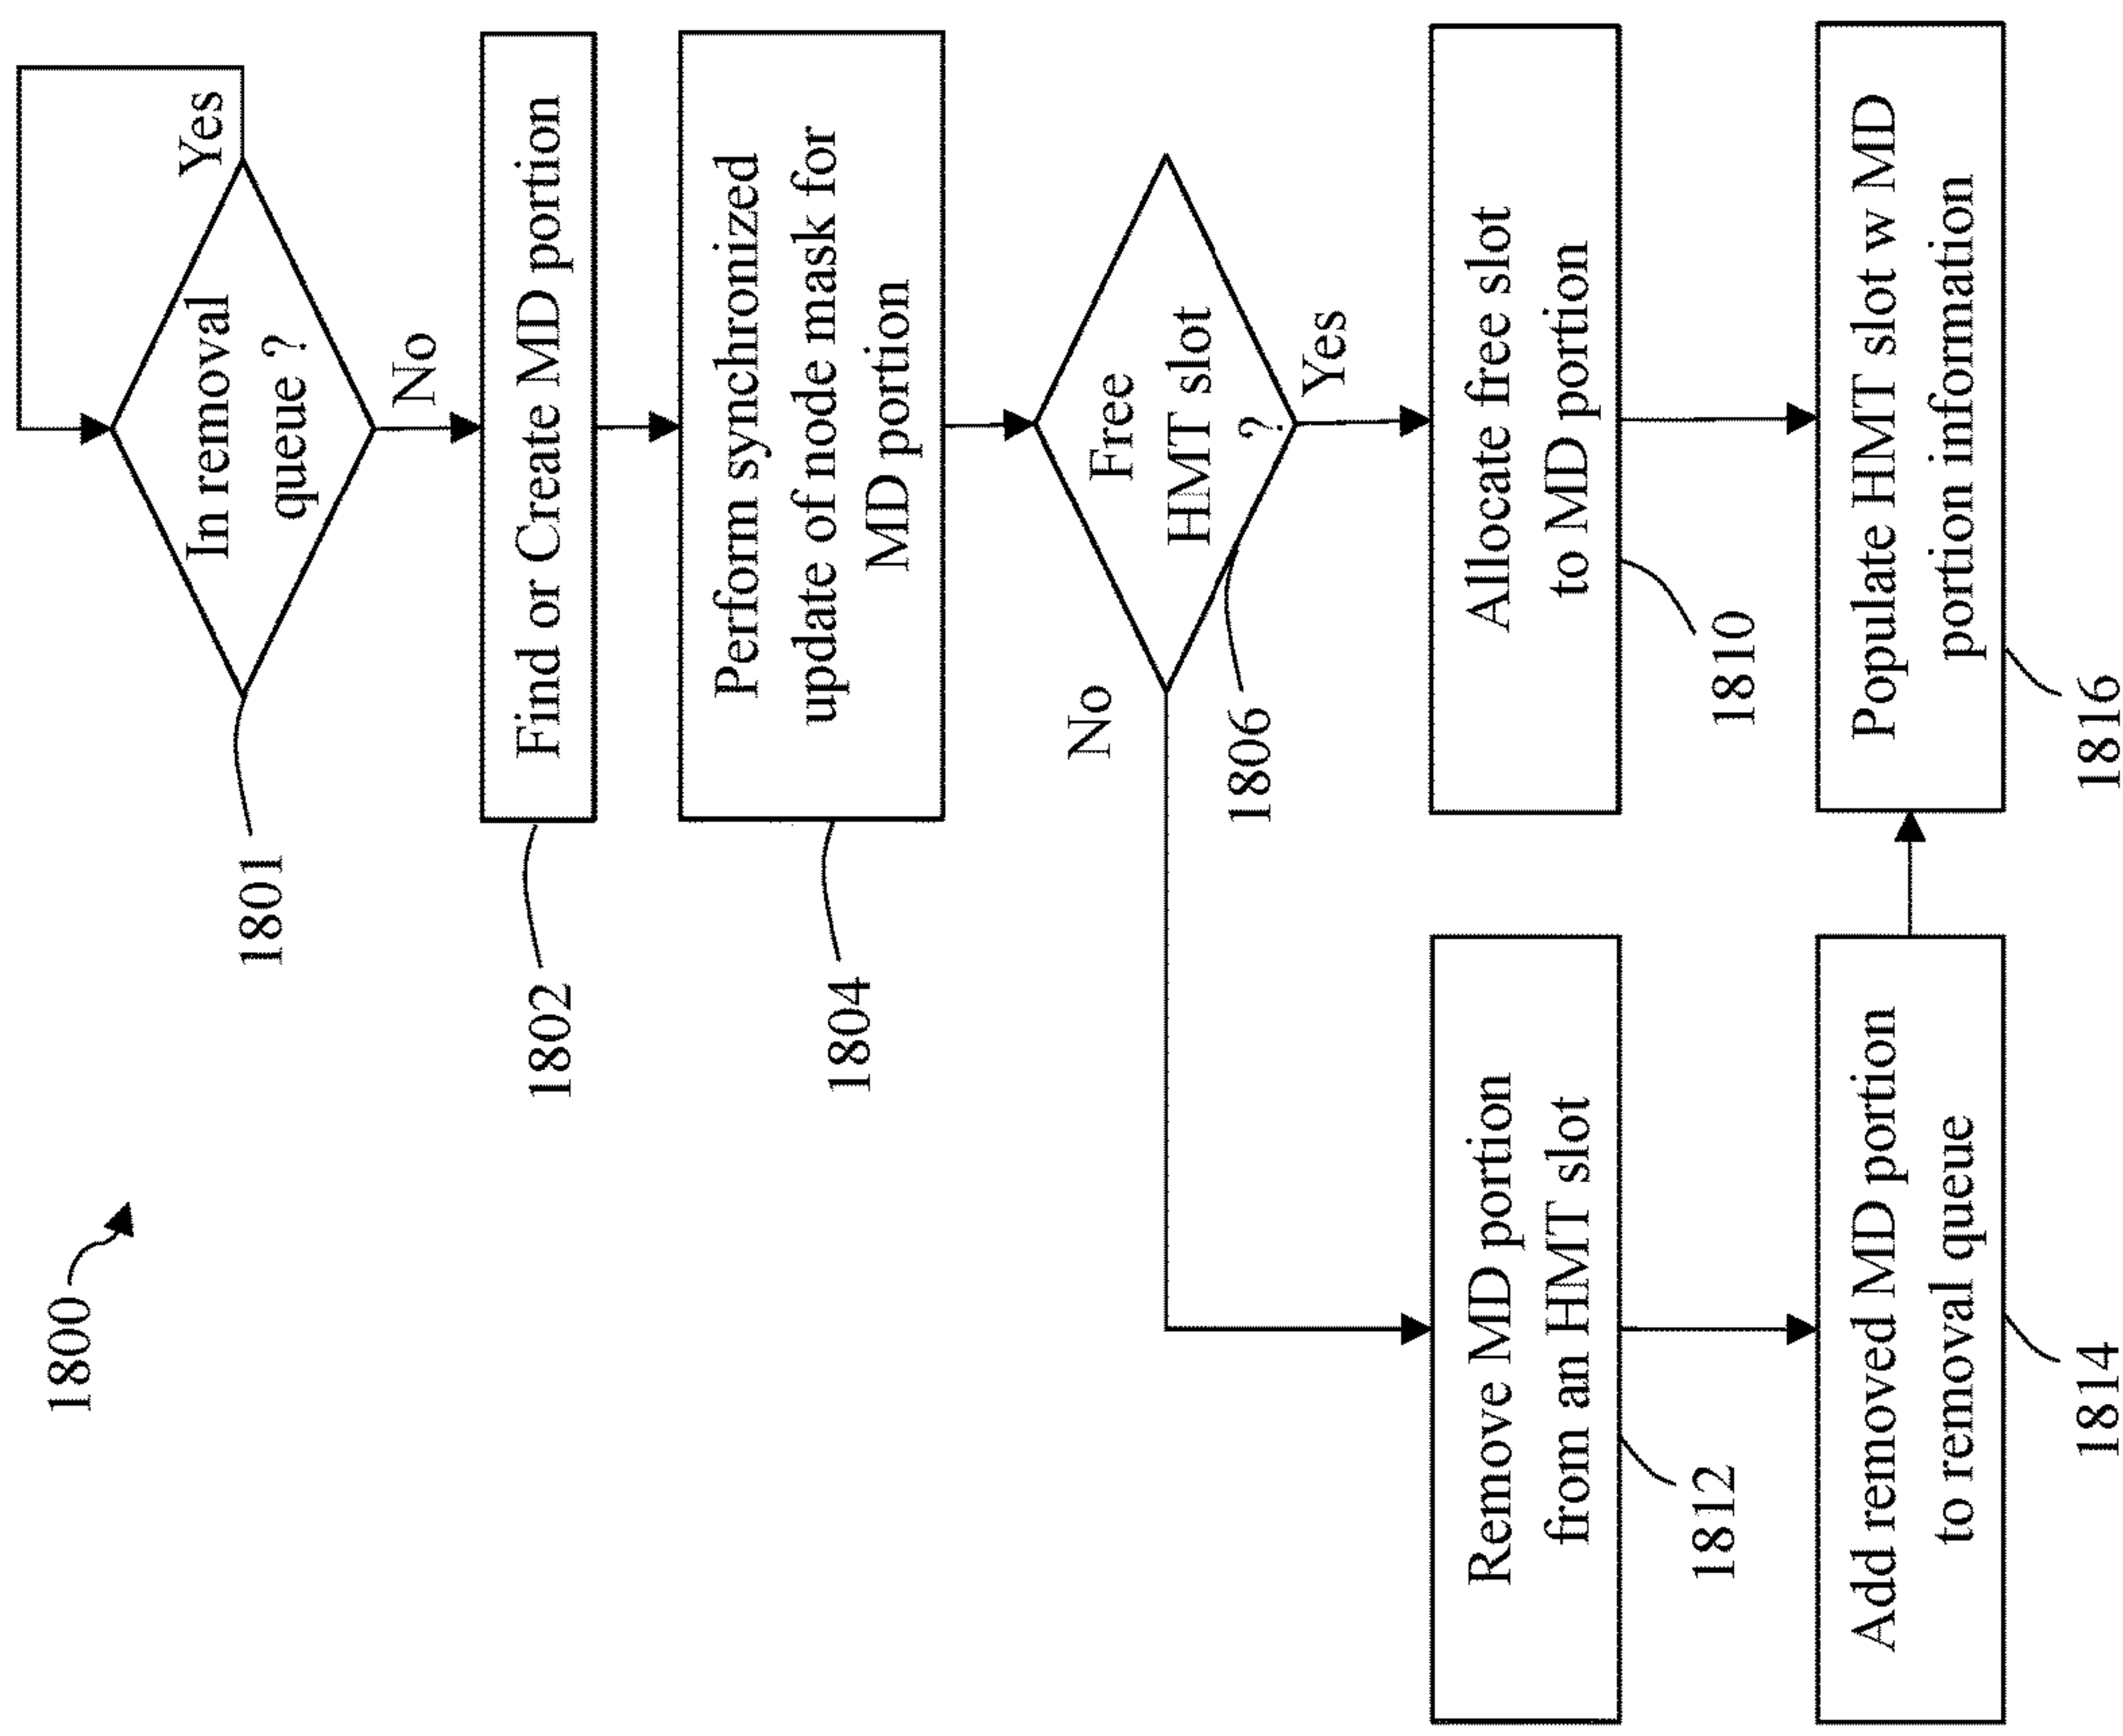 1800
In removal
queue ?
Yes
No
1801
Find or Create MD portion
1802
Perform synchronized
update of node mask for
MD portion
1804
Free
HMT slot
?
No
Yes
1806
Allocate free slot
to MD portion
1810
Remove MD portion
from an HMT slot
1812
Add removed MD portion
to removal queue
1814
Populate HMT slot w MD
portion information
1816